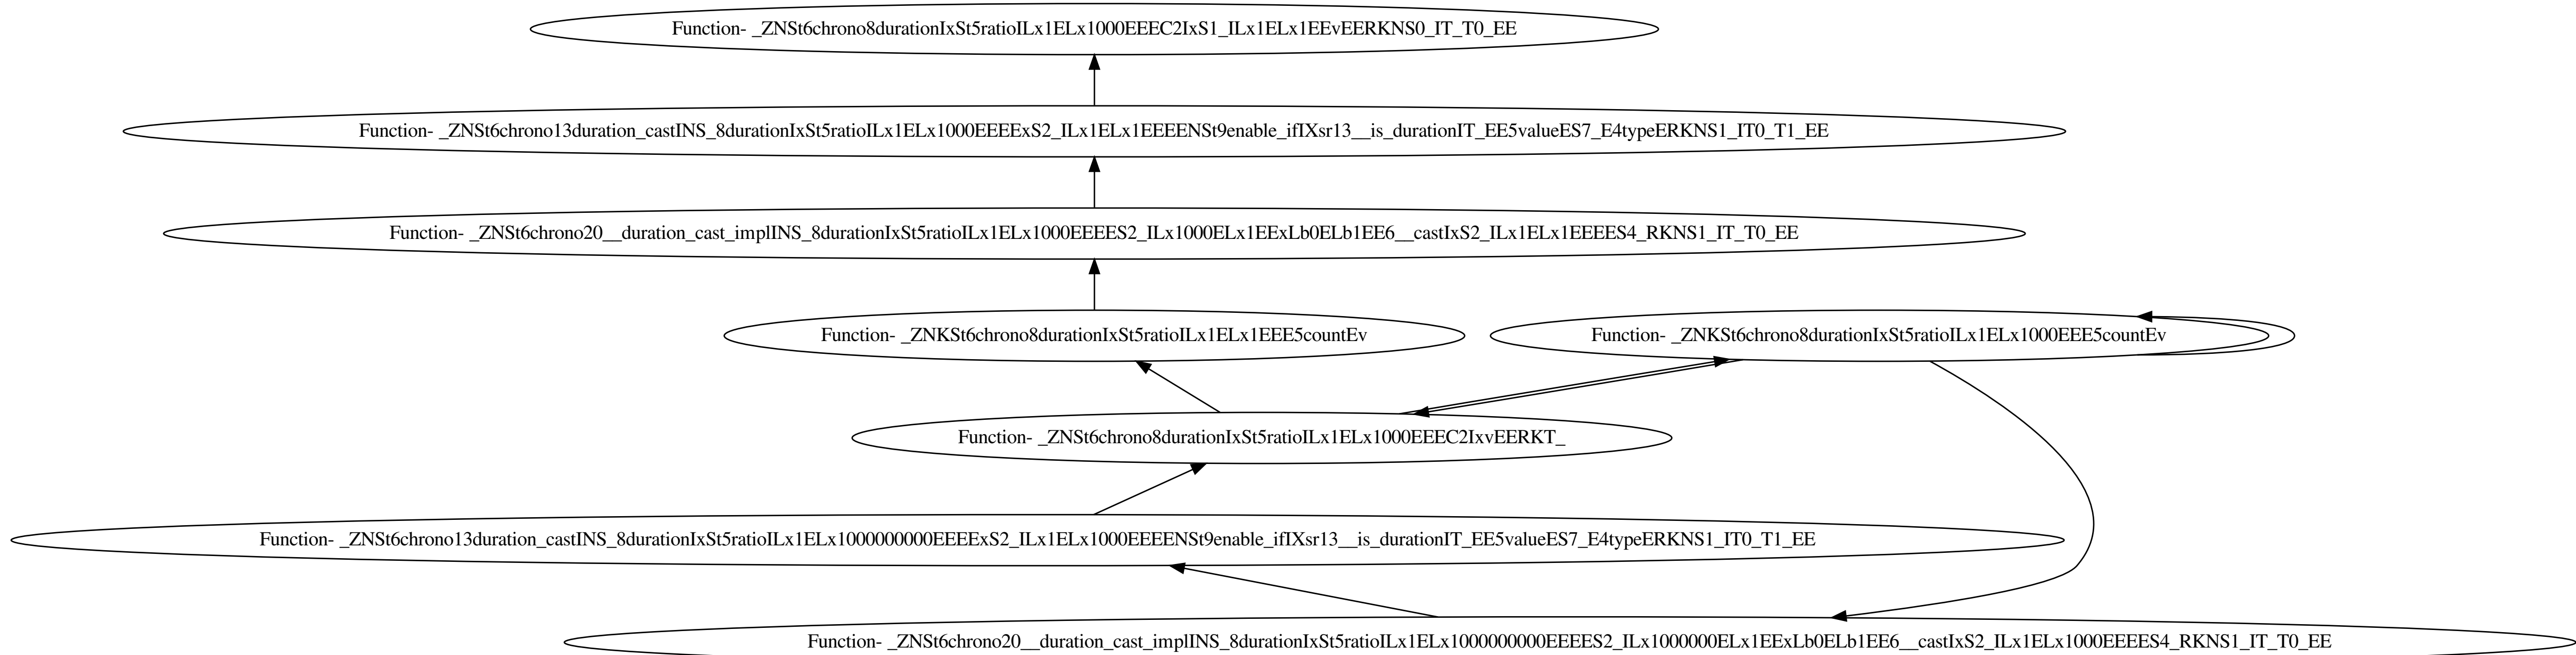 Function- _ZNSt6chrono8durationIxSt5ratioILx1ELx1000EEEC2IxS1_ILx1ELx1EEvEERKNS0_IT_T0_EE
Function- _ZNSt6chrono13duration_castINS_8durationIxSt5ratioILx1ELx1000EEEExS2_ILx1ELx1EEEENSt9enable_ifIXsr13__is_durationIT_EE5valueES7_E4typeERKNS1_IT0_T1_EE
Function- _ZNSt6chrono20__duration_cast_implINS_8durationIxSt5ratioILx1ELx1000EEEES2_ILx1000ELx1EExLb0ELb1EE6__castIxS2_ILx1ELx1EEEES4_RKNS1_IT_T0_EE
Function- _ZNKSt6chrono8durationIxSt5ratioILx1ELx1EEE5countEv
Function- _ZNKSt6chrono8durationIxSt5ratioILx1ELx1000EEE5countEv
Function- _ZNSt6chrono8durationIxSt5ratioILx1ELx1000EEEC2IxvEERKT_
Function- _ZNSt6chrono13duration_castINS_8durationIxSt5ratioILx1ELx1000000000EEEExS2_ILx1ELx1000EEEENSt9enable_ifIXsr13__is_durationIT_EE5valueES7_E4typeERKNS1_IT0_T1_EE
Function- _ZNSt6chrono20__duration_cast_implINS_8durationIxSt5ratioILx1ELx1000000000EEEES2_ILx1000000ELx1EExLb0ELb1EE6__castIxS2_ILx1ELx1000EEEES4_RKNS1_IT_T0_EE